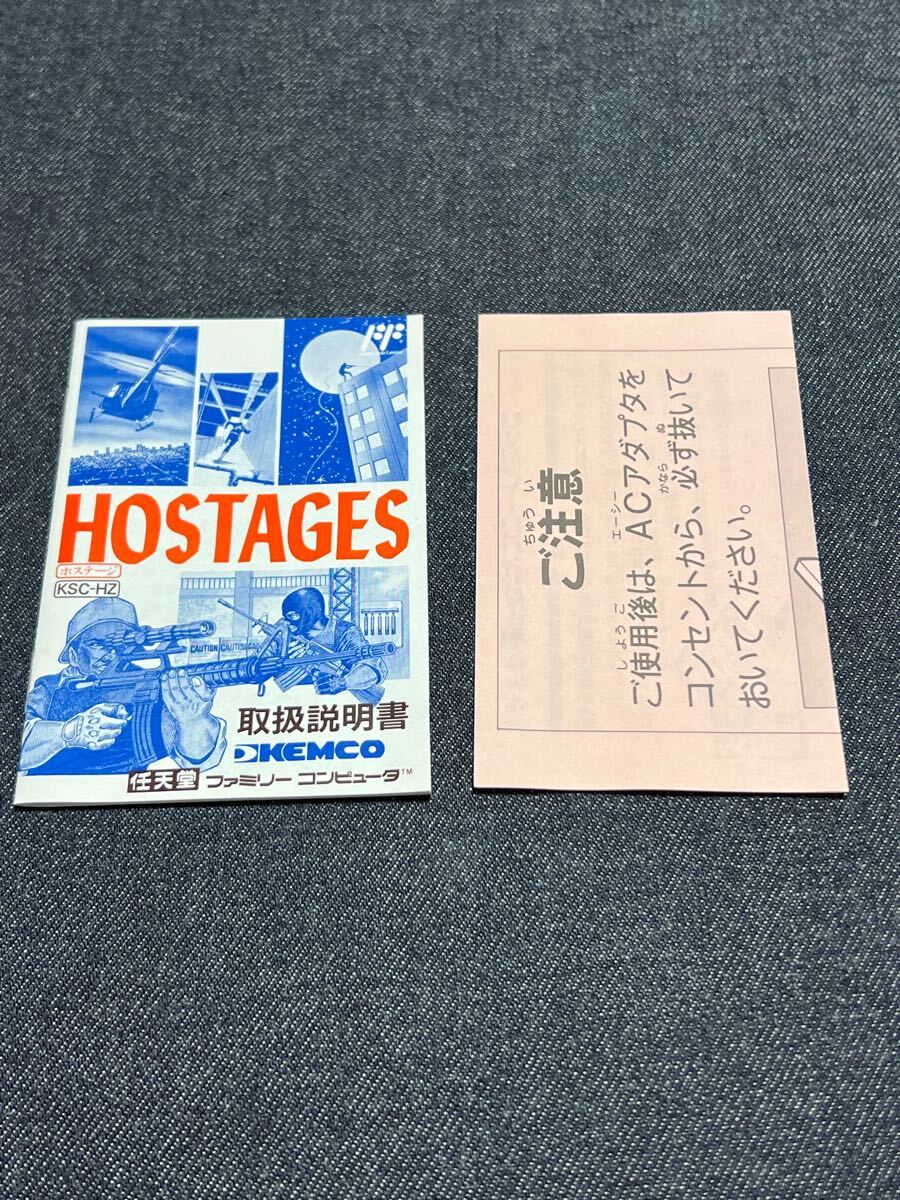 HOSTAGES
ホステージ
KSC-HZ
CAUTION
取扱説明書
KEMCO
任天堂 ファミリー コンピュータ™
ちゅうい
ご注意
しようご エーシー
ご使用後は、ACアダプタを
かなら ぬ
コンセントから、必ず抜いて
おいてください。